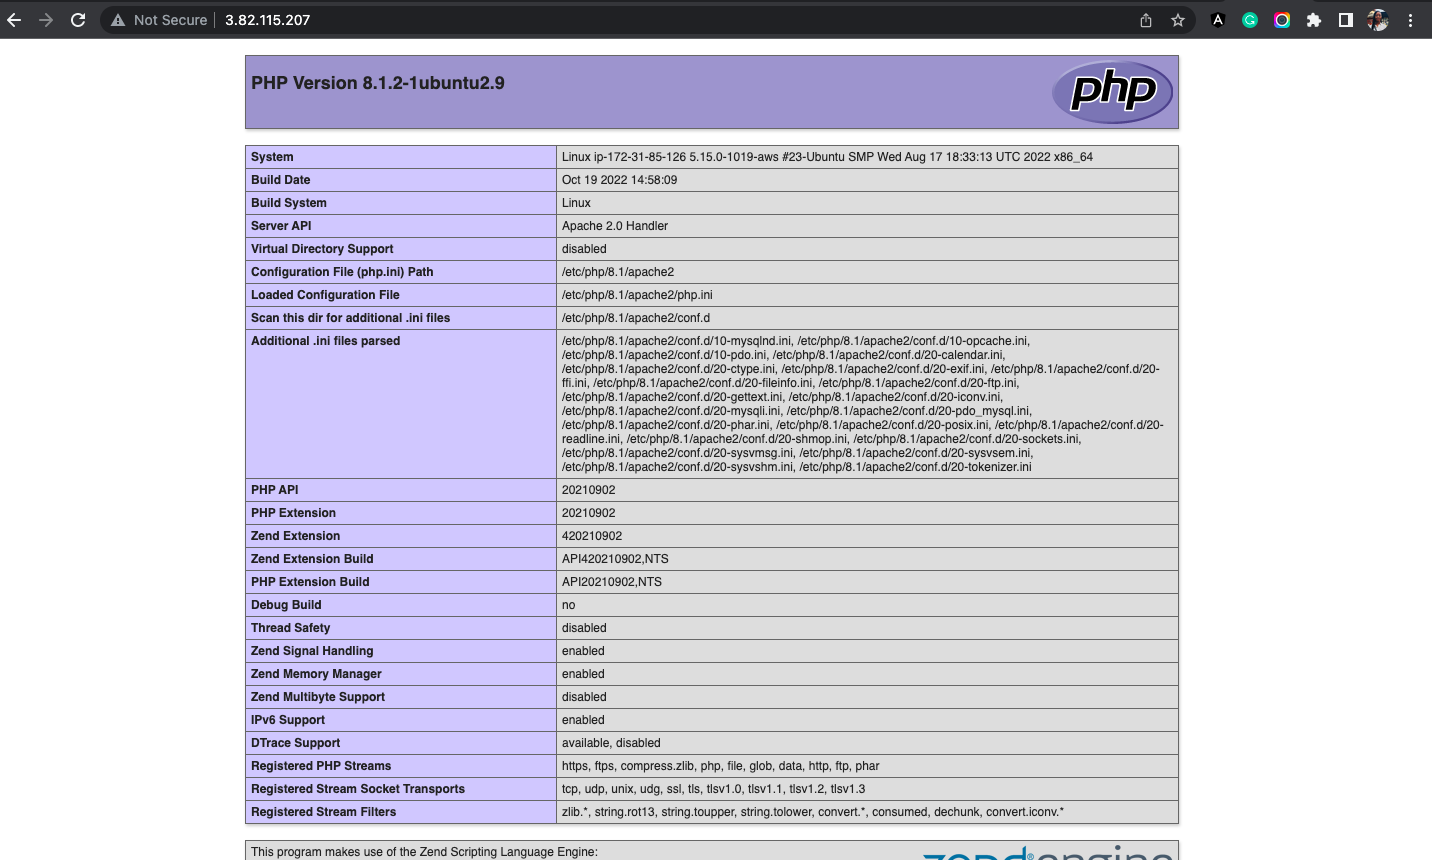 Not Secure 3.82.115.207
PHP Version 8.1.2-1ubuntu2.9
php
System Linux ip-172-31-85-126 5.15.0-1019-aws #23-Ubuntu SMP Wed Aug 17 18:33:13 UTC 2022 x86_64
Build Date Oct 19 2022 14:58:09
Build System Linux
Server API Apache 2.0 Handler
Virtual Directory Support disabled
Configuration File (php.ini) Path /etc/php/8.1/apache2
Loaded Configuration File /etc/php/8.1/apache2/php.ini
Scan this dir for additional .ini files /etc/php/8.1/apache2/conf.d
Additional .ini files parsed /etc/php/8.1/apache2/conf.d/10-mysqlnd.ini, /etc/php/8.1/apache2/conf.d/10-opcache.ini,
/etc/php/8.1/apache2/conf.d/10-pdo.ini, /etc/php/8.1/apache2/conf.d/20-calendar.ini,
/etc/php/8.1/apache2/conf.d/20-ctype.ini, /etc/php/8.1/apache2/conf.d/20-exif.ini, /etc/php/8.1/apache2/conf.d/20-
ffi.ini, /etc/php/8.1/apache2/conf.d/20-fileinfo.ini, /etc/php/8.1/apache2/conf.d/20-ftp.ini,
/etc/php/8.1/apache2/conf.d/20-gettext.ini, /etc/php/8.1/apache2/conf.d/20-iconv.ini,
/etc/php/8.1/apache2/conf.d/20-mysqli.ini, /etc/php/8.1/apache2/conf.d/20-pdo_mysql.ini,
/etc/php/8.1/apache2/conf.d/20-phar.ini, /etc/php/8.1/apache2/conf.d/20-posix.ini, /etc/php/8.1/apache2/conf.d/20-
readline.ini, /etc/php/8.1/apache2/conf.d/20-shmop.ini, /etc/php/8.1/apache2/conf.d/20-sockets.ini,
/etc/php/8.1/apache2/conf.d/20-sysvmsg.ini, /etc/php/8.1/apache2/conf.d/20-sysvsem.ini,
/etc/php/8.1/apache2/conf.d/20-sysvshm.ini, /etc/php/8.1/apache2/conf.d/20-tokenizer.ini
PHP API 20210902
PHP Extension 20210902
Zend Extension 420210902
Zend Extension Build API420210902,NTS
PHP Extension Build API20210902,NTS
Debug Build no
Thread Safety disabled
Zend Signal Handling enabled
Zend Memory Manager enabled
Zend Multibyte Support disabled
IPv6 Support enabled
DTrace Support available, disabled
Registered PHP Streams https, ftps, compress.zlib, php, file, glob, data, http, ftp, phar
Registered Stream Socket Transports tcp, udp, unix, udg, ssl, tls, tlsv1.0, tlsv1.1, tlsv1.2, tlsv1.3
Registered Stream Filters zlib.*, string.rot13, string.toupper, string.tolower, convert.*, consumed, dechunk, convert.iconv.*
This program makes use of the Zend Scripting Language Engine:
zend engine